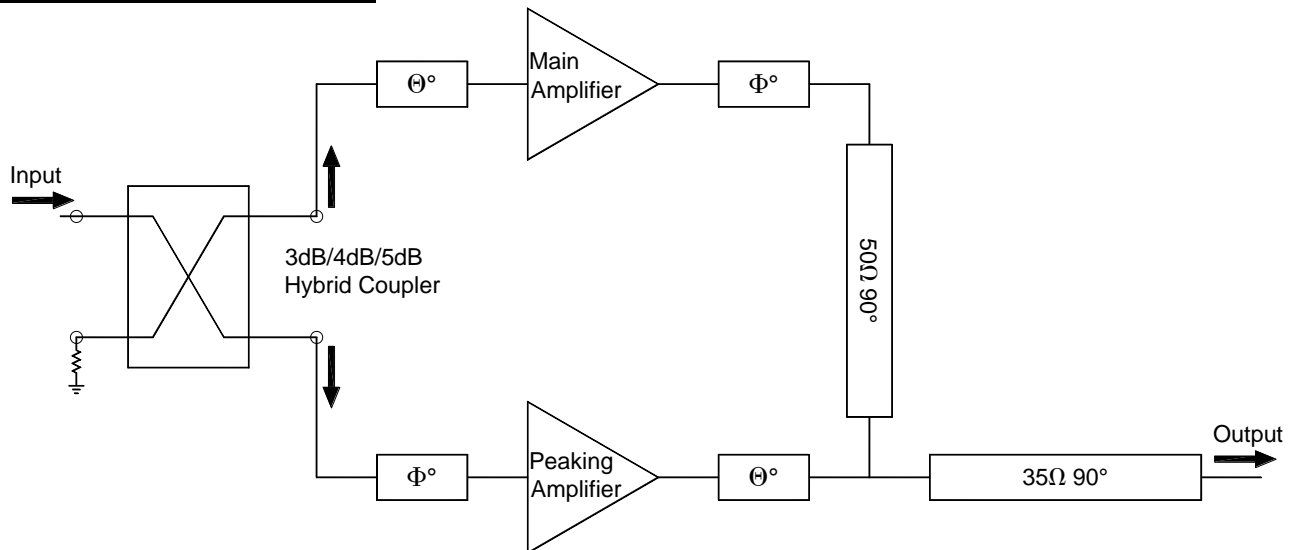 Θ°
Main
Amplifier
Φ°
Input
3dB/4dB/5dB
Hybrid Coupler
50Ω 90°
Φ°
Peaking
Amplifier
Θ°
Output
35Ω 90°